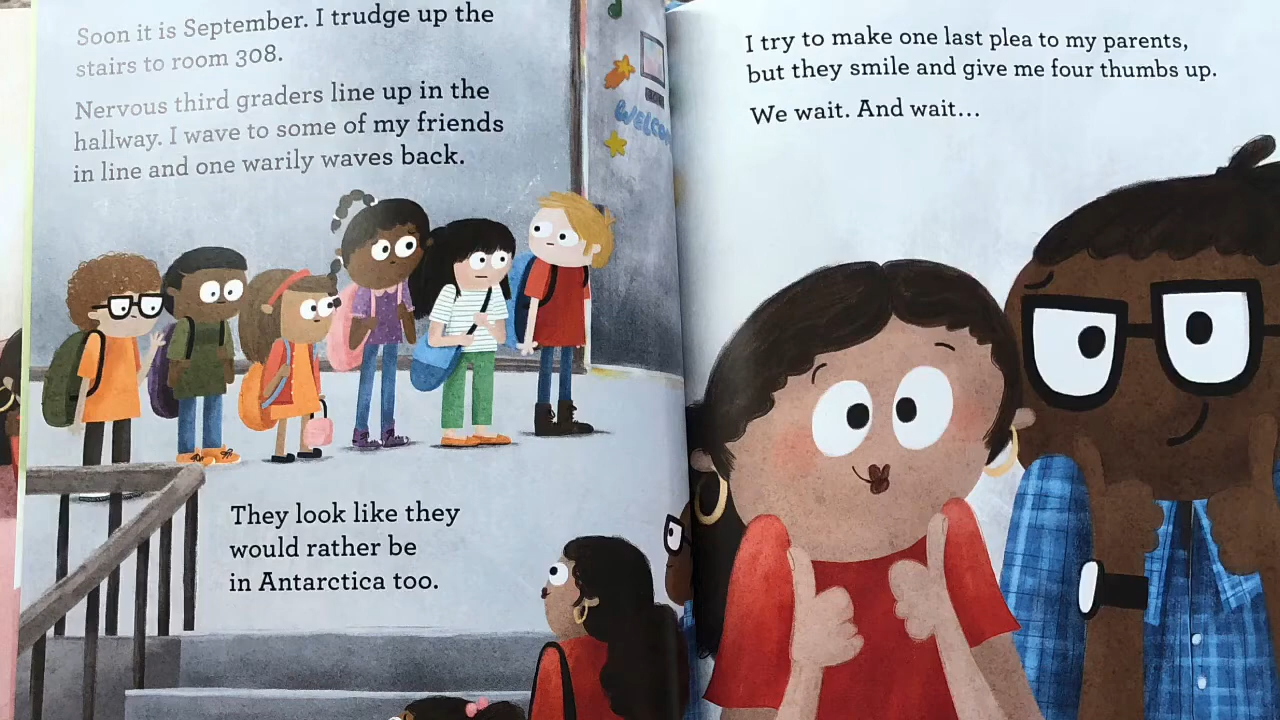 Soon it is September. I trudge up the
stairs to room 308.
Nervous third graders line up in the
hallway. I wave to some of my friends
in line and one warily waves back.
WELCO
They look like they
would rather be
in Antarctica too.
I try to make one last plea to my parents,
but they smile and give me four thumbs up.
We wait. And wait...